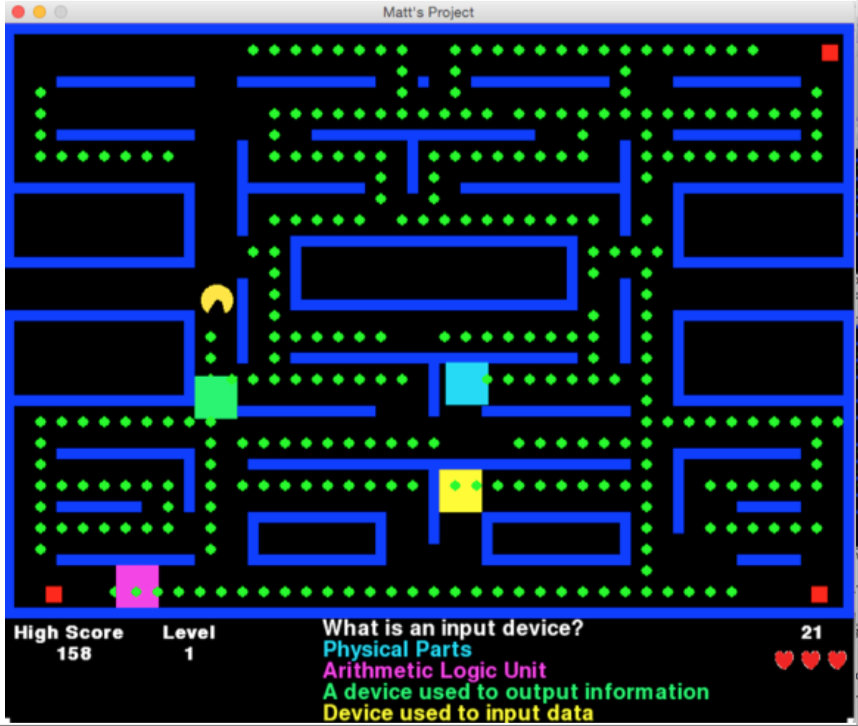 Matt's Project
High Score
158
Level
1
What is an input device?
Physical Parts
Arithmetic Logic Unit
A device used to output information
Device used to input data
21